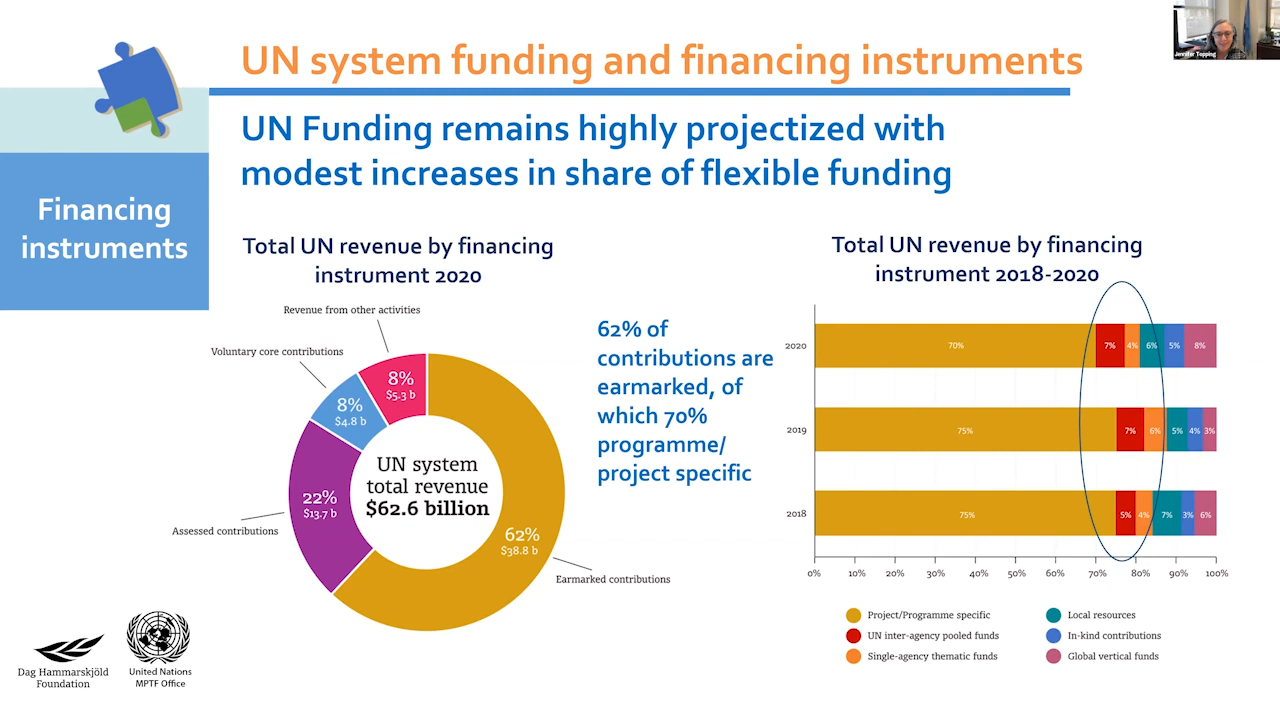 UN system funding and financing instruments
Jennifer Topping
UN Funding remains highly projectized with
modest increases in share of flexible funding
Financing
instruments
Total UN revenue by financing
instrument 2020
Revenue from other activities
Voluntary core contributions
8%
$5.3 b
8%
$4.8 b
22%
$13.7 b
Assessed contributions
UN system
total revenue
$62.6 billion
62%
$38.8 b
Earmarked contributions
62% of
contributions are
earmarked, of
which 70%
programme/
project specific
Total UN revenue by financing
instrument 2018-2020
2020 70% 7% 4% 6% 5% 8%
2019 75% 7% 6% 5% 4% 3%
2018 75% 5% 4% 7% 3% 6%
0% 10% 20% 30% 40% 50% 60% 70% 80% 90% 100%
Project/Programme specific
UN inter-agency pooled funds
Single-agency thematic funds
Local resources
In-kind contributions
Global vertical funds
Dag Hammarskjöld
Foundation
United Nations
MPTF Office